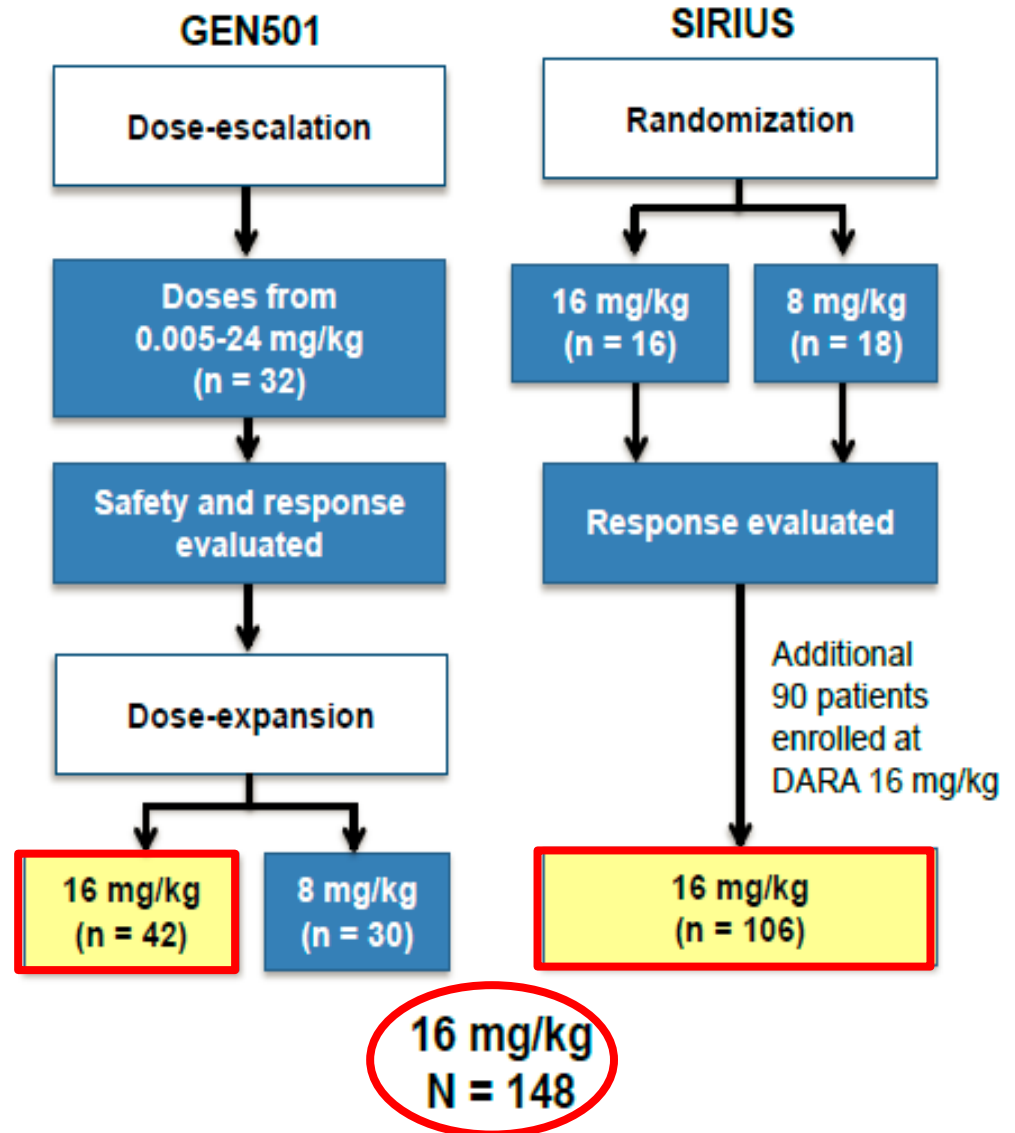 GEN501
Dose-escalation
Doses from
0.005-24 mg/kg
(n = 32)
Safety and response
evaluated
Dose-expansion
16 mg/kg
(n = 42)
8 mg/kg
(n = 30)
SIRIUS
Randomization
16 mg/kg
(n = 16)
8 mg/kg
(n = 18)
Response evaluated
Additional
90 patients
enrolled at
DARA 16 mg/kg
16 mg/kg
(n = 106)
16 mg/kg
N = 148